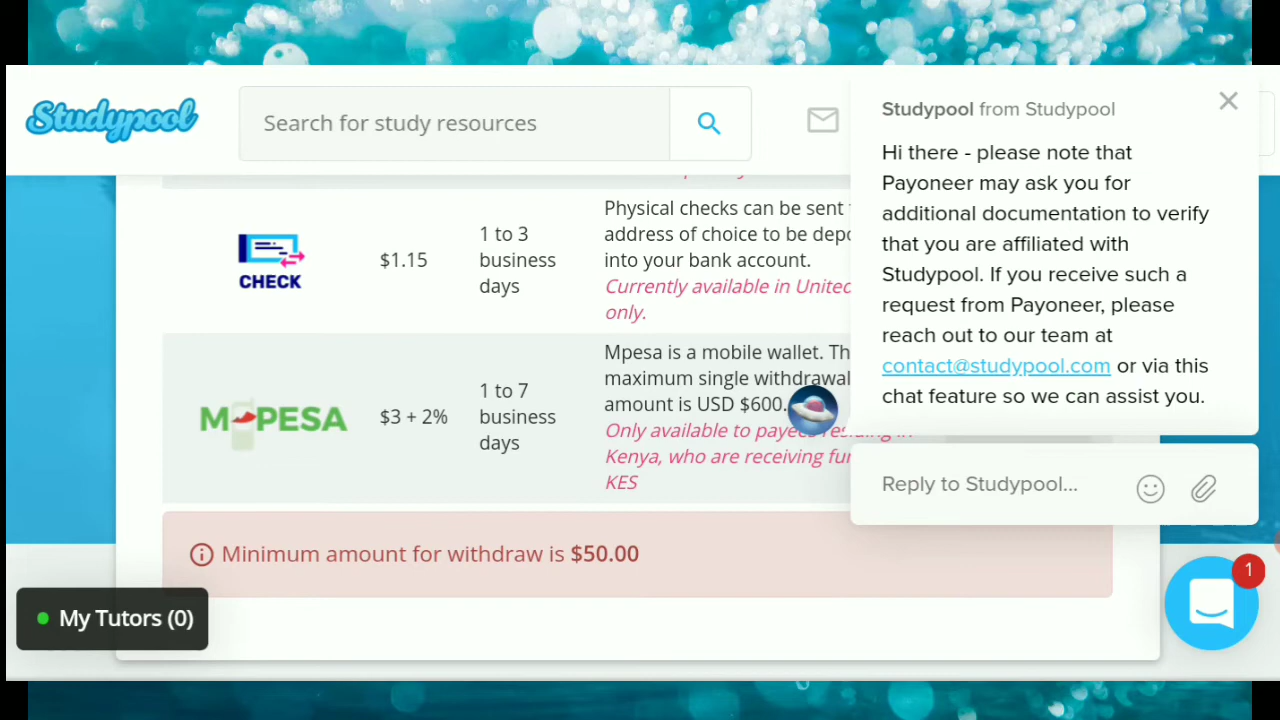 Studypool
Search for study resources
CHECK
$1.15
1 to 3
business
days
Physical checks can be sent
address of choice to be
into your bank account.
Currently available in United
only.
M-PESA
$3 + 2%
1 to 7
business
days
Mpesa is a mobile wallet.
maximum single withdrawal
amount is USD $600.
Only available to payees residing in
Kenya, who are receiving
KES
Minimum amount for withdraw is $50.00
My Tutors (0)
Studypool from Studypool
Hi there - please note that
Payoneer may ask you for
additional documentation to verify
that you are affiliated with
Studypool. If you receive such a
request from Payoneer, please
reach out to our team at
contact@studypool.com or via this
chat feature so we can assist you.
Reply to Studypool...
1